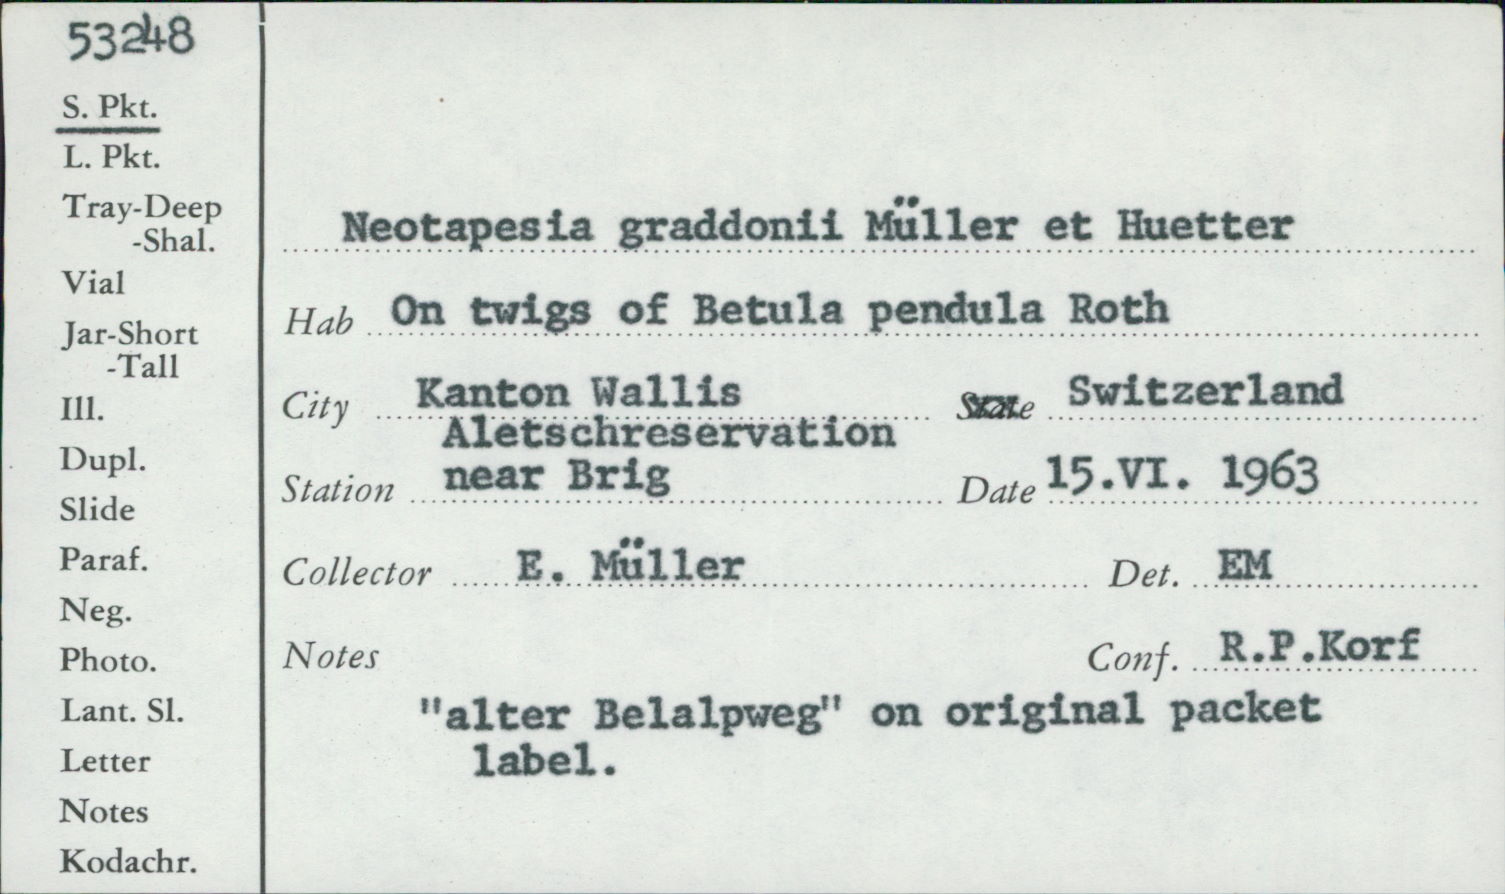 53248
S. Pkt.
L. Pkt.
Tray-Deep
-Shal.
Vial
Jar-Short
-Tall
Ill.
Dupl.
Slide
Paraf.
Neg.
Photo.
Lant. Sl.
Letter
Notes
Kodachr.
Neotapesia graddonii Müller et Huetter
Hab On twigs of Betula pendula Roth
City Kanton Wallis State Switzerland
Aletschreservation
Station near Brig Date 15.VI. 1963
Collector E. Müller Det. EM
Notes Conf. R.P.Korf
"alter Belalpweg" on original packet
label.